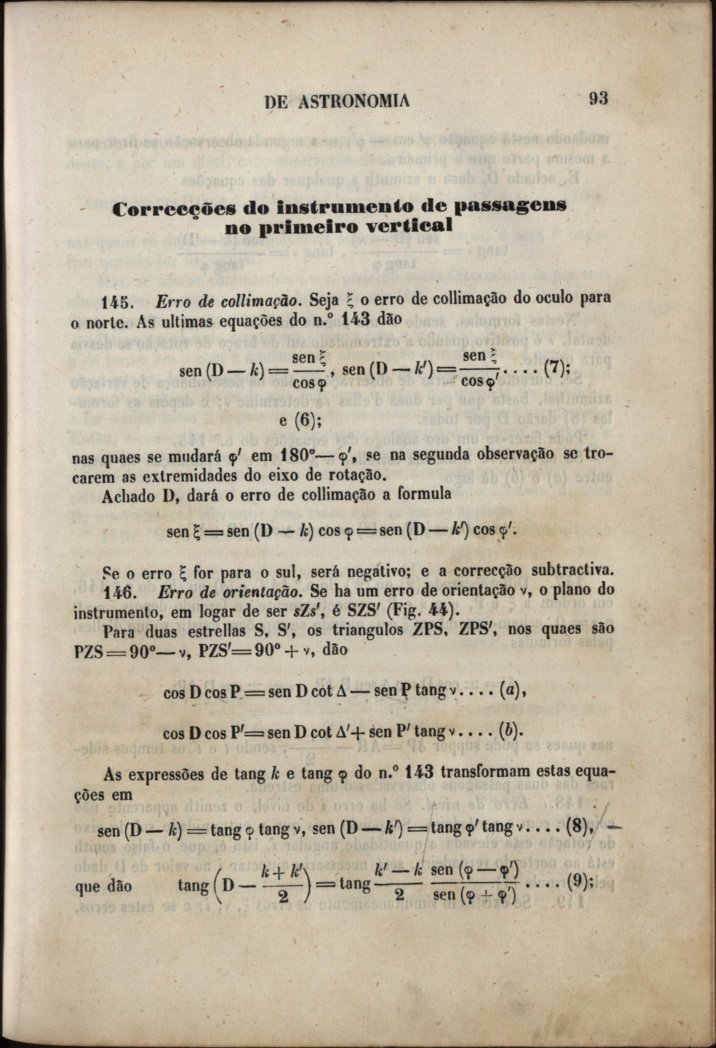 DE ASTRONOMIA 93
Correcções do instrumento de passagens
no primeiro vertical
145. Erro de collimação. Seja ξ o erro de collimação do oculo para
o norte. As ultimas equações do n.º 143 dão
sen (D — k) = sen ξ / cos φ, sen (D — k') = sen ξ / cos φ' .... (7);
e (6);
nas quaes se mudará φ' em 180º — φ', se na segunda observação se tro-
carem as extremidades do eixo de rotação.
Achado D, dará o erro de collimação a formula
sen ξ = sen (D — k) cos φ = sen (D — k') cos φ'.
Se o erro ξ for para o sul, será negativo; e a correcção subtractiva.
146. Erro de orientação. Se ha um erro de orientação ν, o plano do
instrumento, em logar de ser sZs', é SZS' (Fig. 44).
Para duas estrellas S, S', os triangulos ZPS, ZPS', nos quaes são
PZS = 90º — ν, PZS' = 90º + ν, dão
cos D cos P = sen D cot Δ — sen P tang ν .... (a),
cos D cos P' = sen D cot Δ' + sen P' tang ν .... (b).
As expressões de tang k e tang φ do n.º 143 transformam estas equa-
ções em
sen (D — k) = tang φ tang ν, sen (D — k') = tang φ' tang ν .... (8),
que dão tang (D — (k + k') / 2) = tang (k' — k) / 2 sen (φ — φ') / sen (φ + φ') .... (9);